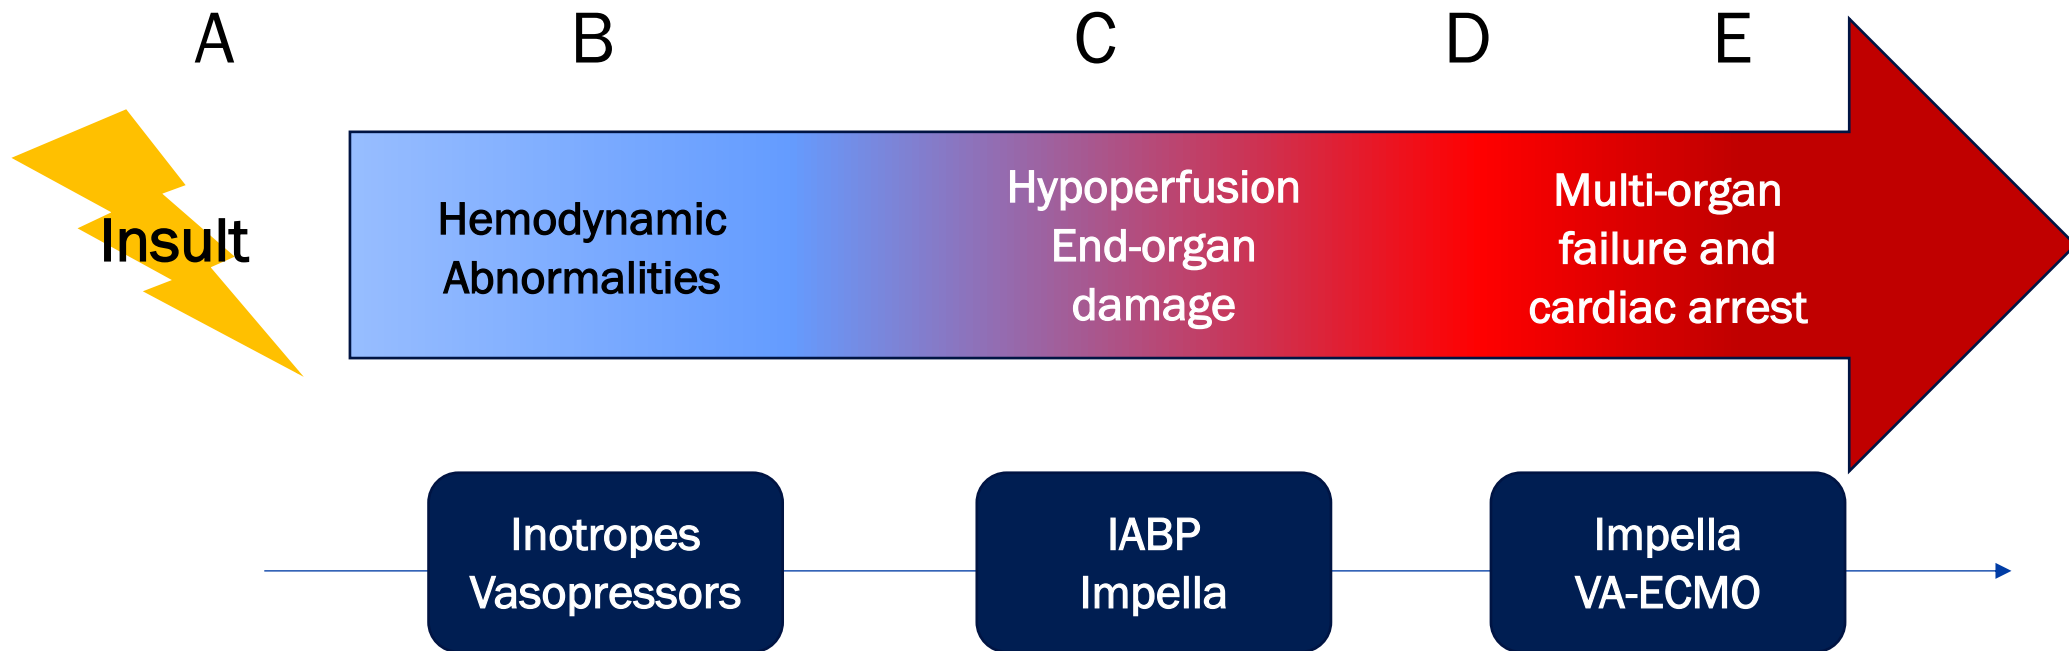 A B C D E
Insult
Hemodynamic
Abnormalities
Hypoperfusion
End-organ
damage
Multi-organ
failure and
cardiac arrest
Inotropes
Vasopressors
IABP
Impella
Impella
VA-ECMO